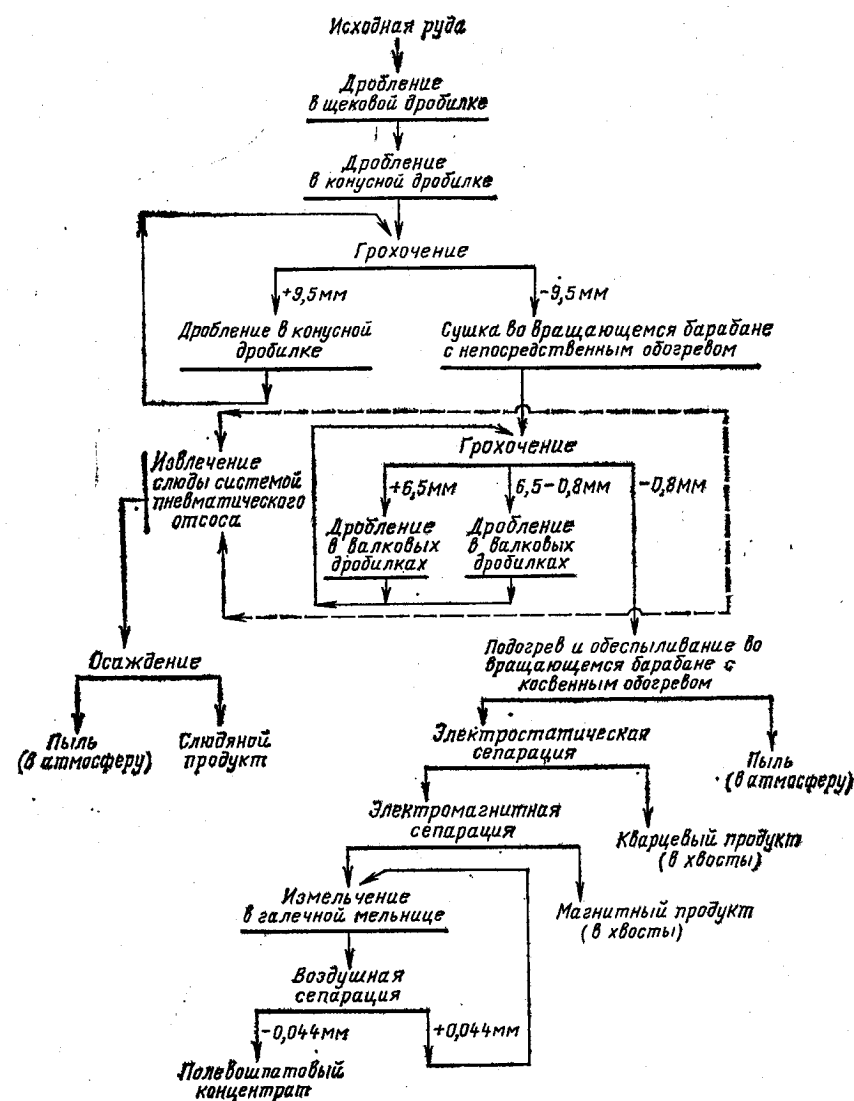 Исходная руда
Дробление
в щековой дробилке
Дробление
в конусной дробилке
Грохочение
+9,5мм
-9,5мм
Дробление в конусной
дробилке
Сушка во вращающемся барабане
с непосредственным обогревом
Извлечение
слюды системой
пневматического
отсоса
Грохочение
+6,5мм
6,5-0,8мм
-0,8мм
Дробление
в валковых
дробилках
Дробление
в валковых
дробилках
Осаждение
Пыль
(в атмосферу)
Слюдяной
продукт
Подогрев и обеспыливание во
вращающемся барабане с
косвенным обогревом
Электростатическая
сепарация
Пыль
(в атмосферу)
Электромагнитная
сепарация
Кварцевый продукт
(в хвосты)
Измельчение
в галечной мельнице
Магнитный продукт
(в хвосты)
Воздушная
сепарация
-0,044мм
+0,044мм
Полевошпатовый
концентрат